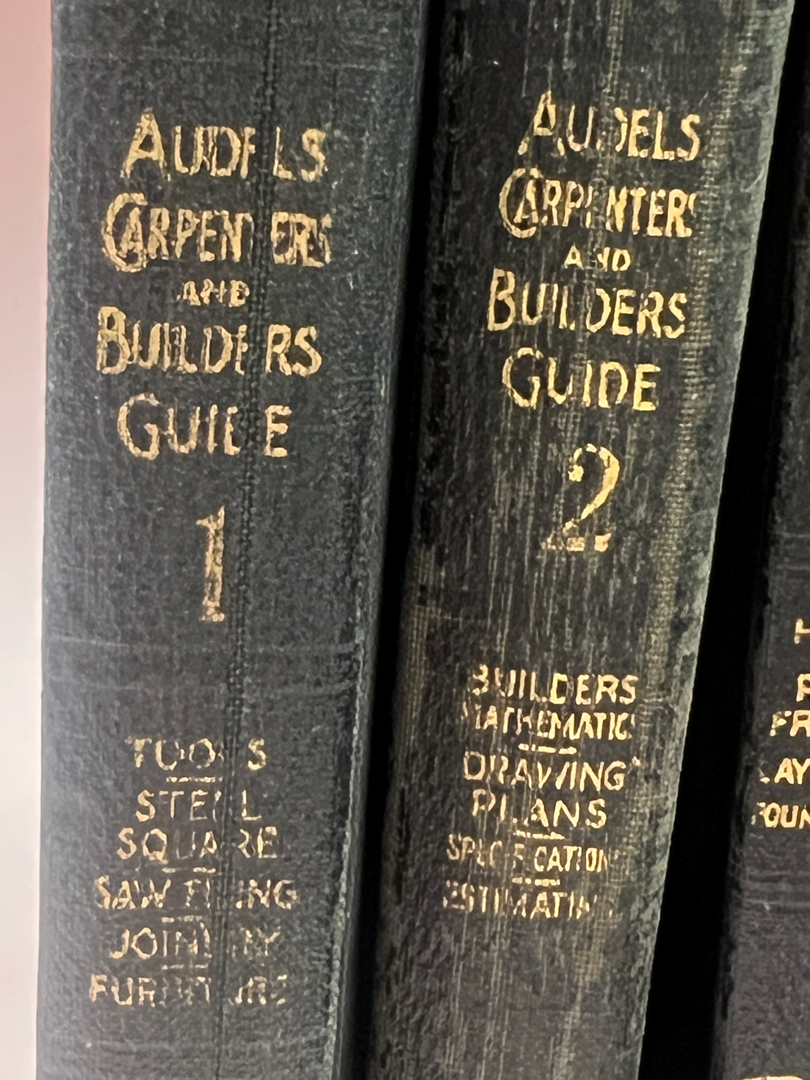 AUDELS
CARPENTERS
AND
BUILDERS
GUIDE
1
TOOLS
STEEL
SQUARE
SAW FILING
JOINERY
FURNITURE
AUDELS
CARPENTERS
AND
BUILDERS
GUIDE
2
BUILDERS
MATHEMATICS
DRAWING
PLANS
SPECIFICATIONS
ESTIMATING